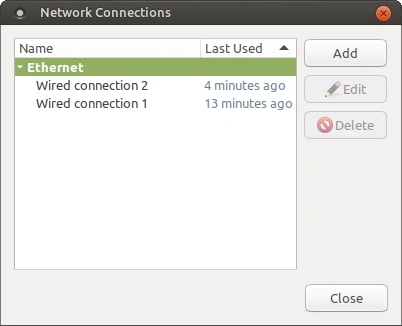 Network Connections
Name Last Used
Ethernet
Wired connection 2 4 minutes ago
Wired connection 1 13 minutes ago
Add
Edit
Delete
Close